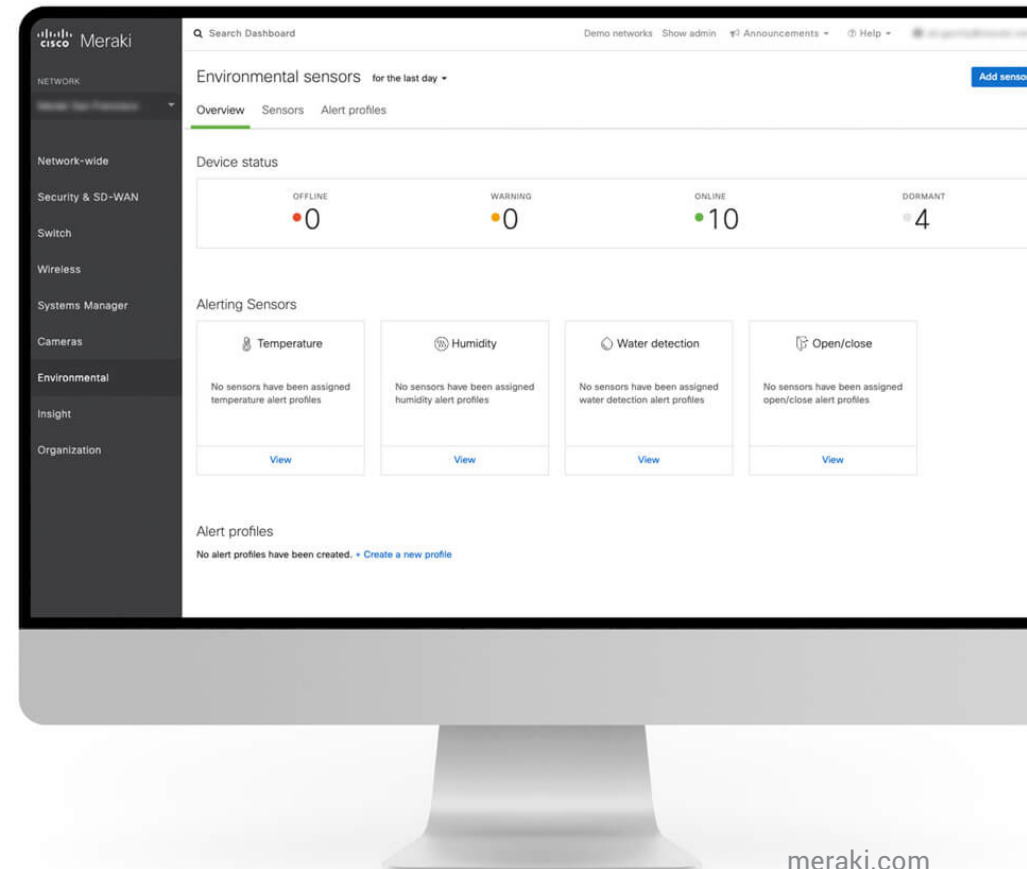 CISCO Meraki
Search Dashboard
Demo networks Show admin Announcements Help
NETWORK
Environmental sensors for the last day
Add sensor
Overview Sensors Alert profiles
Network-wide
Security & SD-WAN
Switch
Wireless
Systems Manager
Cameras
Environmental
Insight
Organization
Device status
OFFLINE WARNING ONLINE DORMANT
0 0 10 4
Alerting Sensors
Temperature
No sensors have been assigned
temperature alert profiles
View
Humidity
No sensors have been assigned
humidity alert profiles
View
Water detection
No sensors have been assigned
water detection alert profiles
View
Open/close
No sensors have been assigned
open/close alert profiles
View
Alert profiles
No alert profiles have been created. + Create a new profile
meraki.com